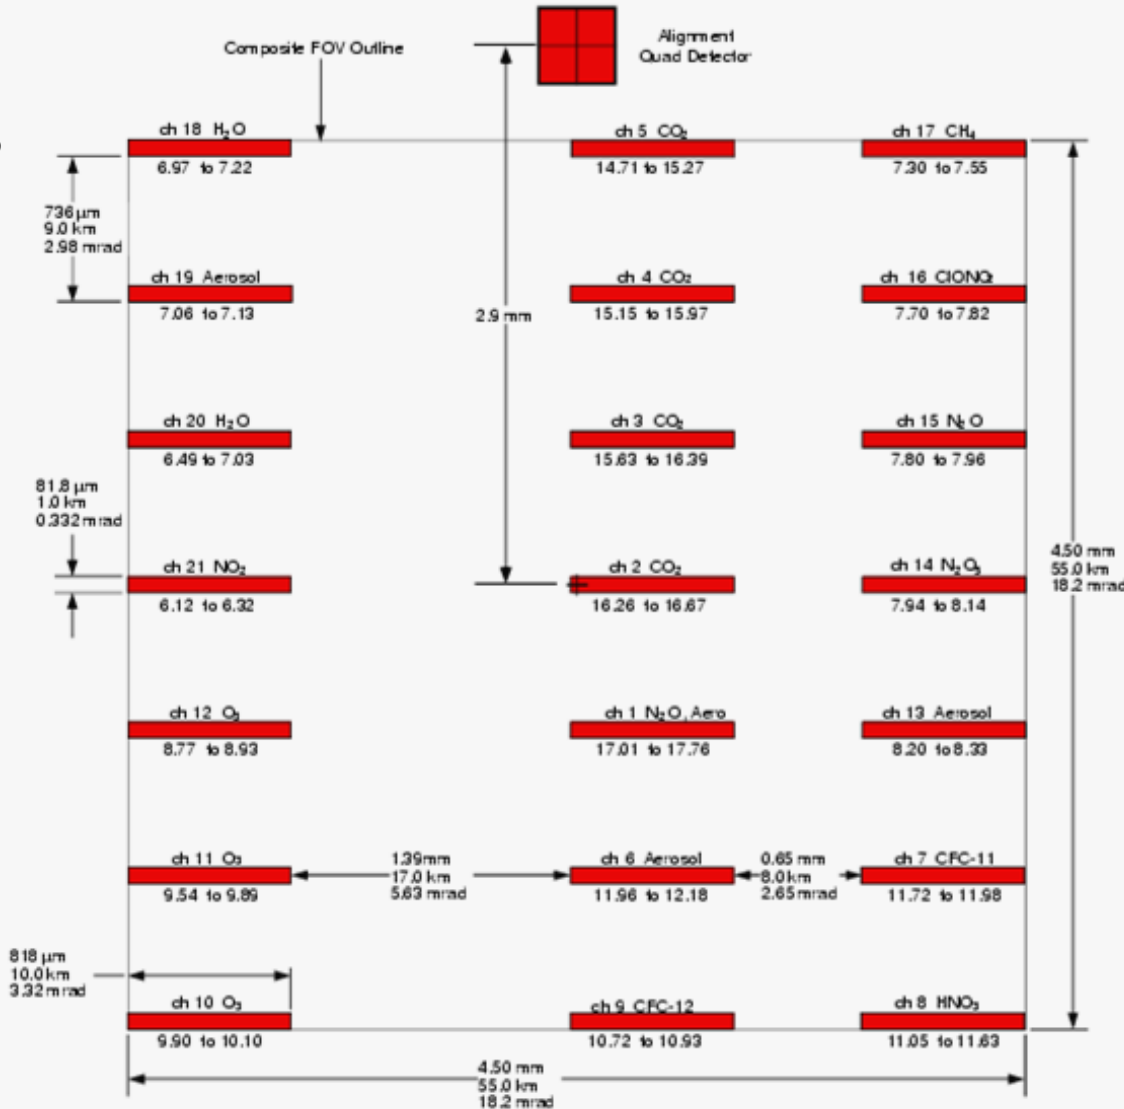 Alignment
Quad Detector
Composite FOV Outline
ch 18 H₂O
6.97 to 7.22
ch 5 CO₂
14.71 to 15.27
ch 17 CH₄
7.30 to 7.55
736 µm
9.0 km
2.98 mrad
ch 19 Aerosol
7.06 to 7.13
ch 4 CO₂
15.15 to 15.97
ch 16 ClONO₂
7.70 to 7.82
2.9 mm
ch 20 H₂O
6.49 to 7.03
ch 3 CO₂
15.63 to 16.39
ch 15 N₂O
7.80 to 7.96
81.8 µm
1.0 km
0.332 mrad
ch 21 NO₂
6.12 to 6.32
ch 2 CO₂
16.26 to 16.67
ch 14 N₂O₅
7.94 to 8.14
4.50 mm
55.0 km
18.2 mrad
ch 12 O₃
8.77 to 8.93
ch 1 N₂O, Aero
17.01 to 17.76
ch 13 Aerosol
8.20 to 8.33
ch 11 O₃
9.54 to 9.89
1.39mm
17.0 km
5.63 mrad
ch 6 Aerosol
11.96 to 12.18
0.65 mm
8.0km
2.65 mrad
ch 7 CFC-11
11.72 to 11.98
818 µm
10.0 km
3.32 mrad
ch 10 O₃
9.90 to 10.10
ch 9 CFC-12
10.72 to 10.93
ch 8 HNO₃
11.05 to 11.63
4.50 mm
55.0 km
18.2 mrad